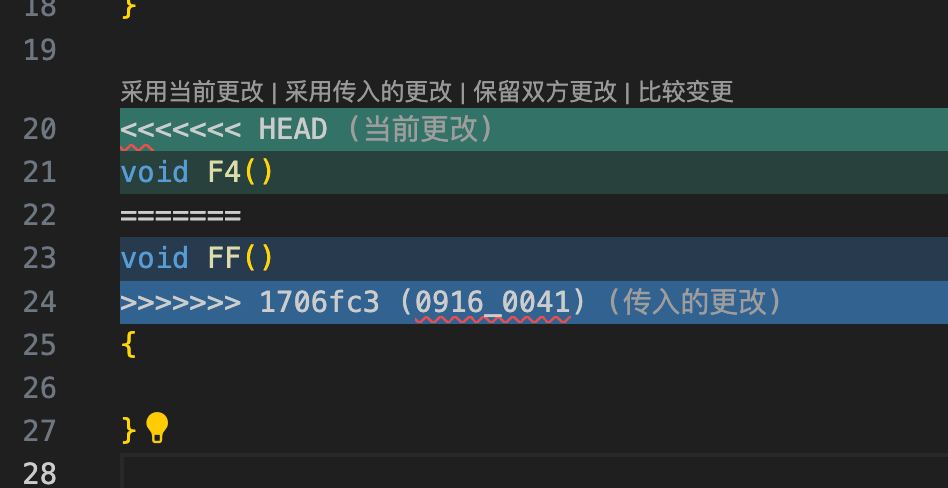 18 }
19
采用当前更改 | 采用传入的更改 | 保留双方更改 | 比较变更
20 <<<<<<< HEAD (当前更改)
21 void F4()
22 =======
23 void FF()
24 >>>>>>> 1706fc3 (0916_0041) (传入的更改)
25 {
26
27 }
28